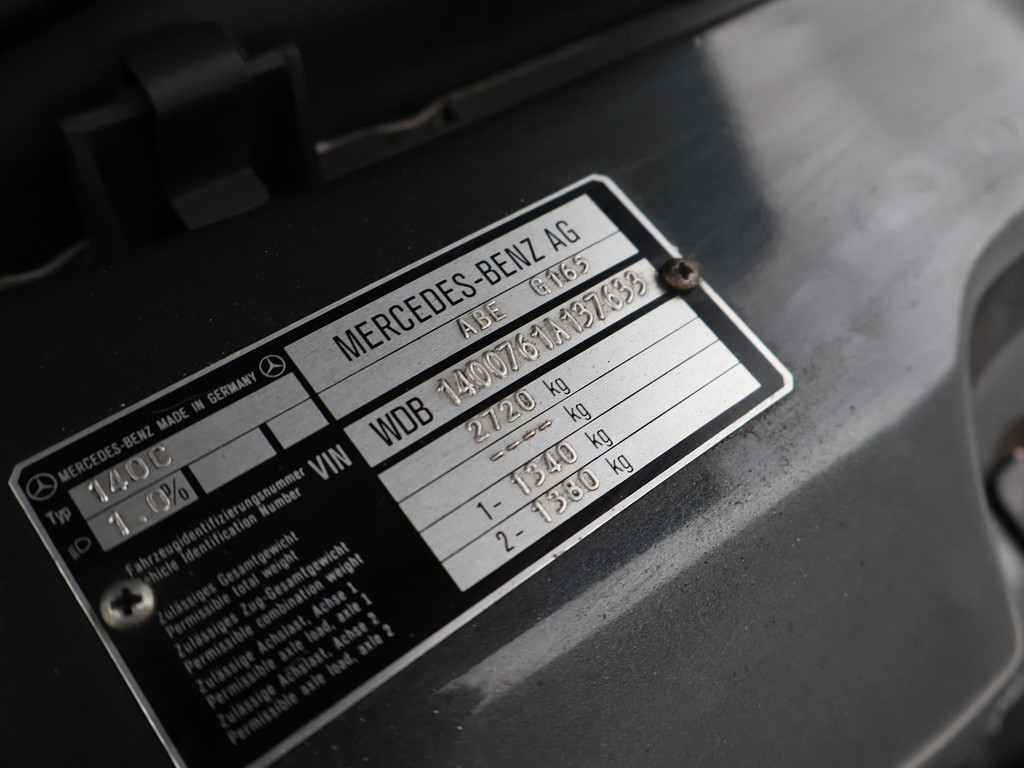 MERCEDES-BENZ MADE IN GERMANY
Typ 140C
1.0%
MERCEDES-BENZ AG
ABE G165
Fahrzeugidentifizierungsnummer
Vehicle Identification Number
VIN
WDB 1400761A137633
Zulässiges Gesamtgewicht
Permissible Total weight
2720 kg
Zulässiges Zug-Gesamtgewicht
Permissible combination weight
---- kg
Zulässige Achslast, Achse 1
Permissible axle load, axle 1
1- 1340 kg
Zulässige Achslast, Achse 2
Permissible axle load, axle 2
2- 1380 kg